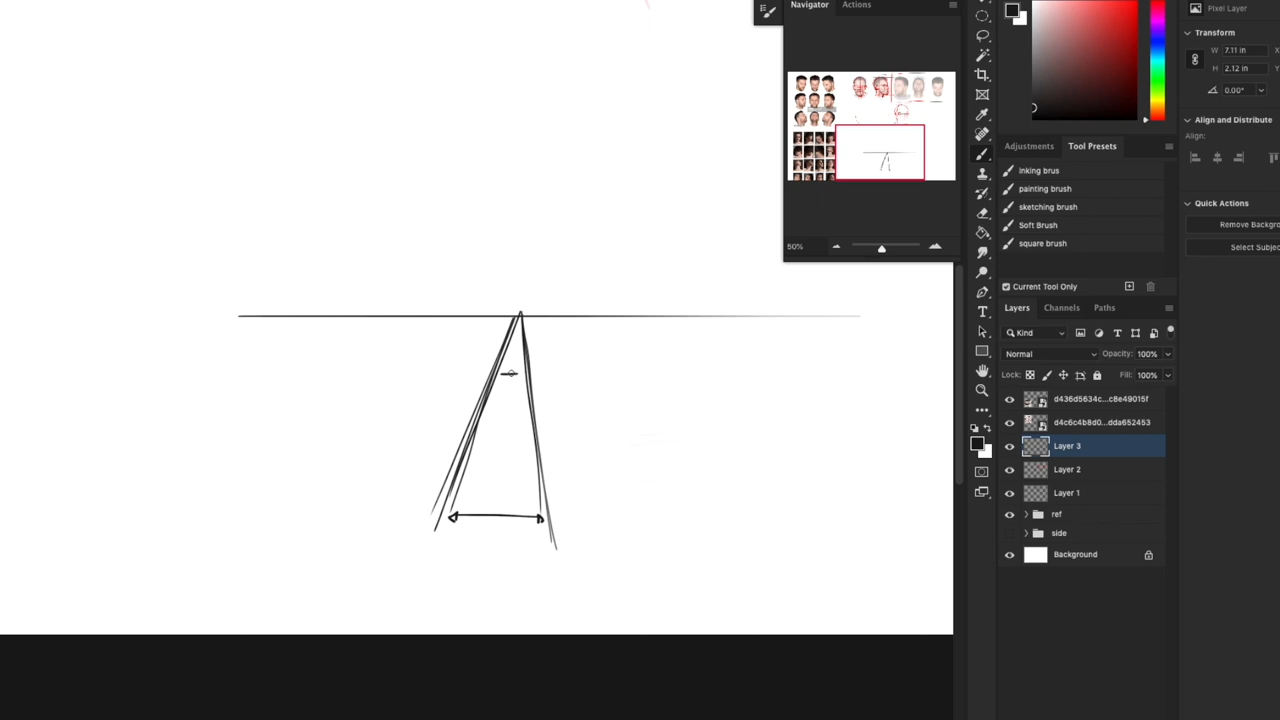 Navigator
Actions
Pixel Layer
Transform
W 7.11 in
X
H 2.12 in
0.00°
Align and Distribute
Adjustments
Tool Presets
Align:
Inking brus
painting brush
sketching brush
Soft Brush
square brush
Quick Actions
Remove Backgro
Select Subje
50%
Current Tool Only
Layers
Channels
Paths
Kind
Normal
Opacity: 100%
Lock:
Fill: 100%
d436d5634c...c8e49015f
d4c6c4b8d0...dda652453
Layer 3
Layer 2
Layer 1
ref
side
Background